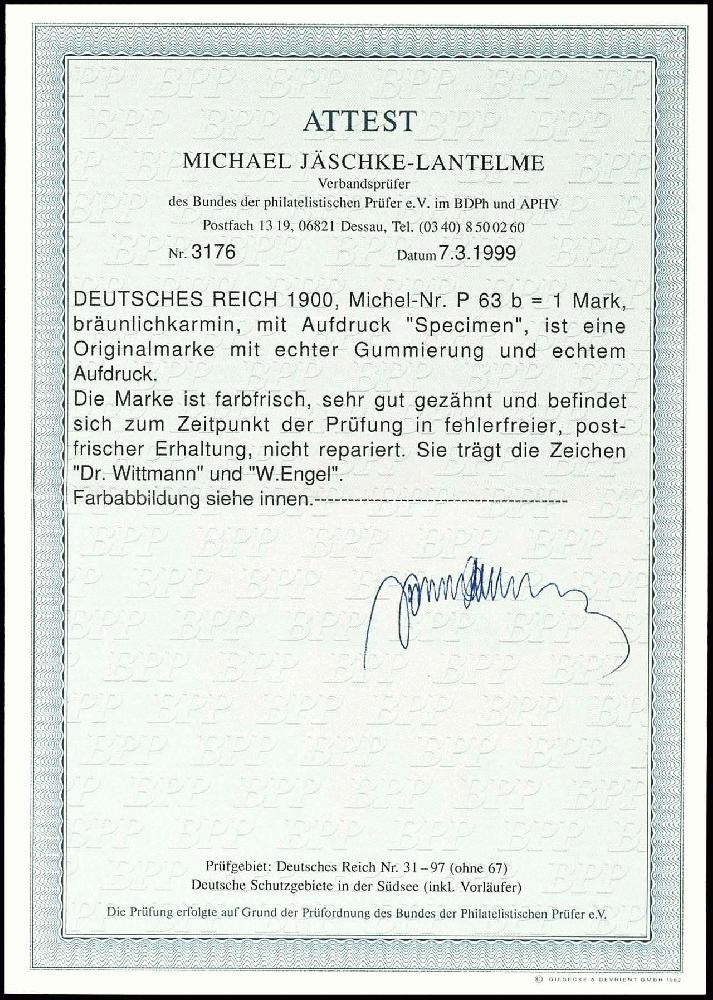 ATTEST
MICHAEL JÄSCHKE-LANTELME
Verbandsprüfer
des Bundes der philatelistischen Prüfer e.V. im BDPh und APHV
Postfach 13 19, 06821 Dessau, Tel. (03 40) 8 50 02 60
Nr. 3176 Datum 7.3.1999
DEUTSCHES REICH 1900, Michel-Nr. P 63 b = 1 Mark,
bräunlichkarmin, mit Aufdruck "Specimen", ist eine
Originalmarke mit echter Gummierung und echtem
Aufdruck.
Die Marke ist farbfrisch, sehr gut gezähnt und befindet
sich zum Zeitpunkt der Prüfung in fehlerfreier, post-
frischer Erhaltung, nicht repariert. Sie trägt die Zeichen
"Dr. Wittmann" und "W.Engel".
Farbabbildung siehe innen.---------------------------------------
Prüfgebiet: Deutsches Reich Nr. 31–97 (ohne 67)
Deutsche Schutzgebiete in der Südsee (inkl. Vorläufer)
Die Prüfung erfolgte auf Grund der Prüfordnung des Bundes der Philatelistischen Prüfer e.V.
GIESECKE & DEVRIENT GMBH